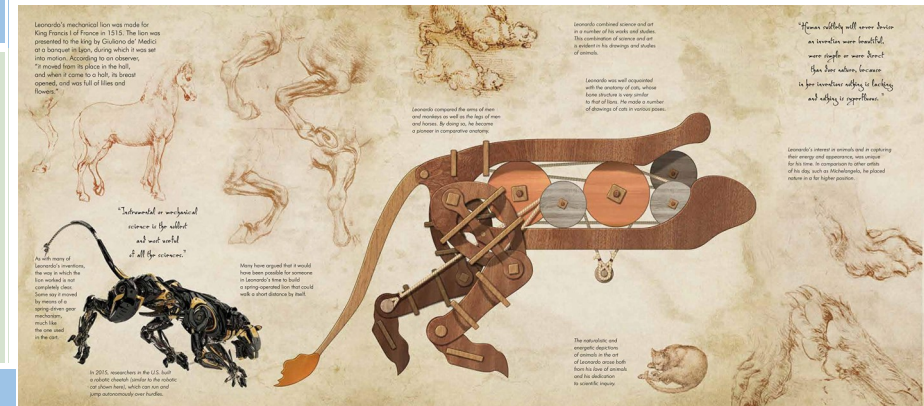 Leonardo's mechanical lion was made for
King Francis I of France in 1515. The lion was
presented to the king by Giuliano de' Medici
at a banquet in Lyon, during which it was set
into motion. According to an observer,
"it moved from its place in the hall,
and when it came to a halt, its breast
opened, and was full of lilies and
flowers."
Leonardo compared the arms of men
and monkeys as well as the legs of men
and horses. By doing so, he became
a pioneer in comparative anatomy.
Leonardo combined science and art
in a number of his works and studies.
This combination of science and art
is evident in his drawings and studies
of animals.
Leonardo was well acquainted
with the anatomy of cats, whose
bone structure is very similar
to that of lions. He made a number
of drawings of cats in various poses.
"Human subtlety will never devise
an invention more beautiful,
more simple or more direct
than does nature, because
in her inventions nothing is lacking
and nothing is superfluous."
Leonardo's interest in animals and in capturing
their energy and appearance, was unique
for his time. In comparison to other artists
of his day, such as Michelangelo, he placed
nature in a far higher position.
"Instrumental or mechanical
science is the noblest
and most useful
of all the sciences."
As with many of
Leonardo's inventions,
the way in which the
lion worked is not
completely clear.
Some say it moved
by means of a
spring-driven gear
mechanism,
much like
the one used
in the cart.
Many have argued that it would
have been possible for someone
in Leonardo's time to build
a spring-operated lion that could
walk a short distance by itself.
In 2015, researchers in the U.S. built
a robotic cheetah (similar to the robotic
cat shown here), which can run and
jump autonomously over hurdles.
The naturalistic and
energetic depictions
of animals in the art
of Leonardo arose both
from his love of animals
and his dedication
to scientific inquiry.